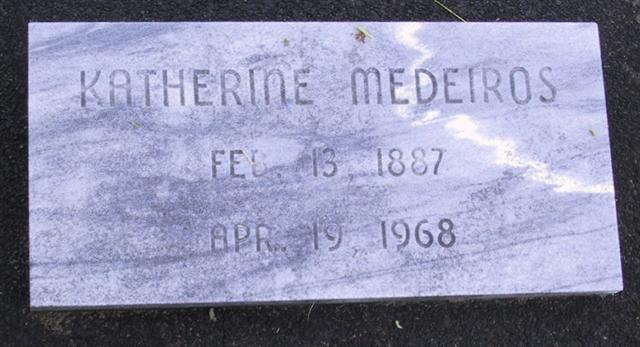 KATHERINE MEDEIROS
FEB. 13, 1887
APR. 19, 1968